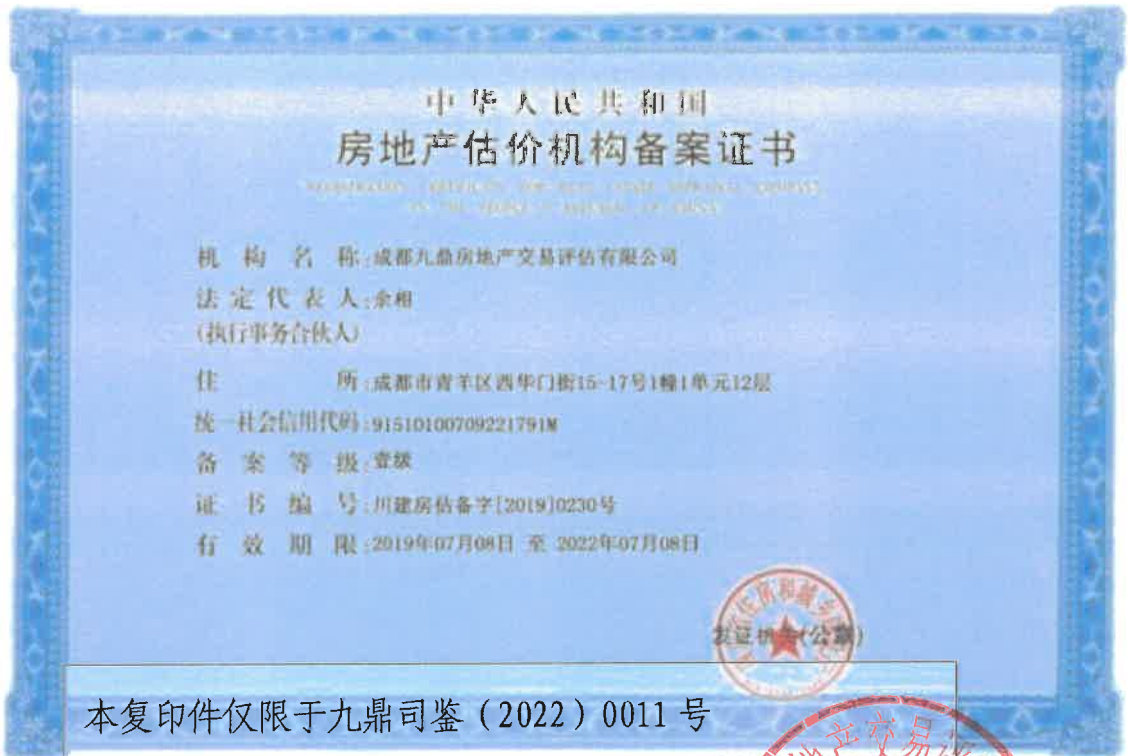 中华人民共和国
房地产估价机构备案证书
机构名称:成都九鼎房地产交易评估有限公司
法定代表人:余相
(执行事务合伙人)
住所:成都市青羊区西华门街15-17号1幢1单元12层
统一社会信用代码:91510100709221791M
备案等级:壹级
证书编号:川建房估备字[2019]0230号
有效期限:2019年07月08日 至 2022年07月08日
发证机关(公章)
本复印件仅限于九鼎司鉴(2022)0011 号
地产交易